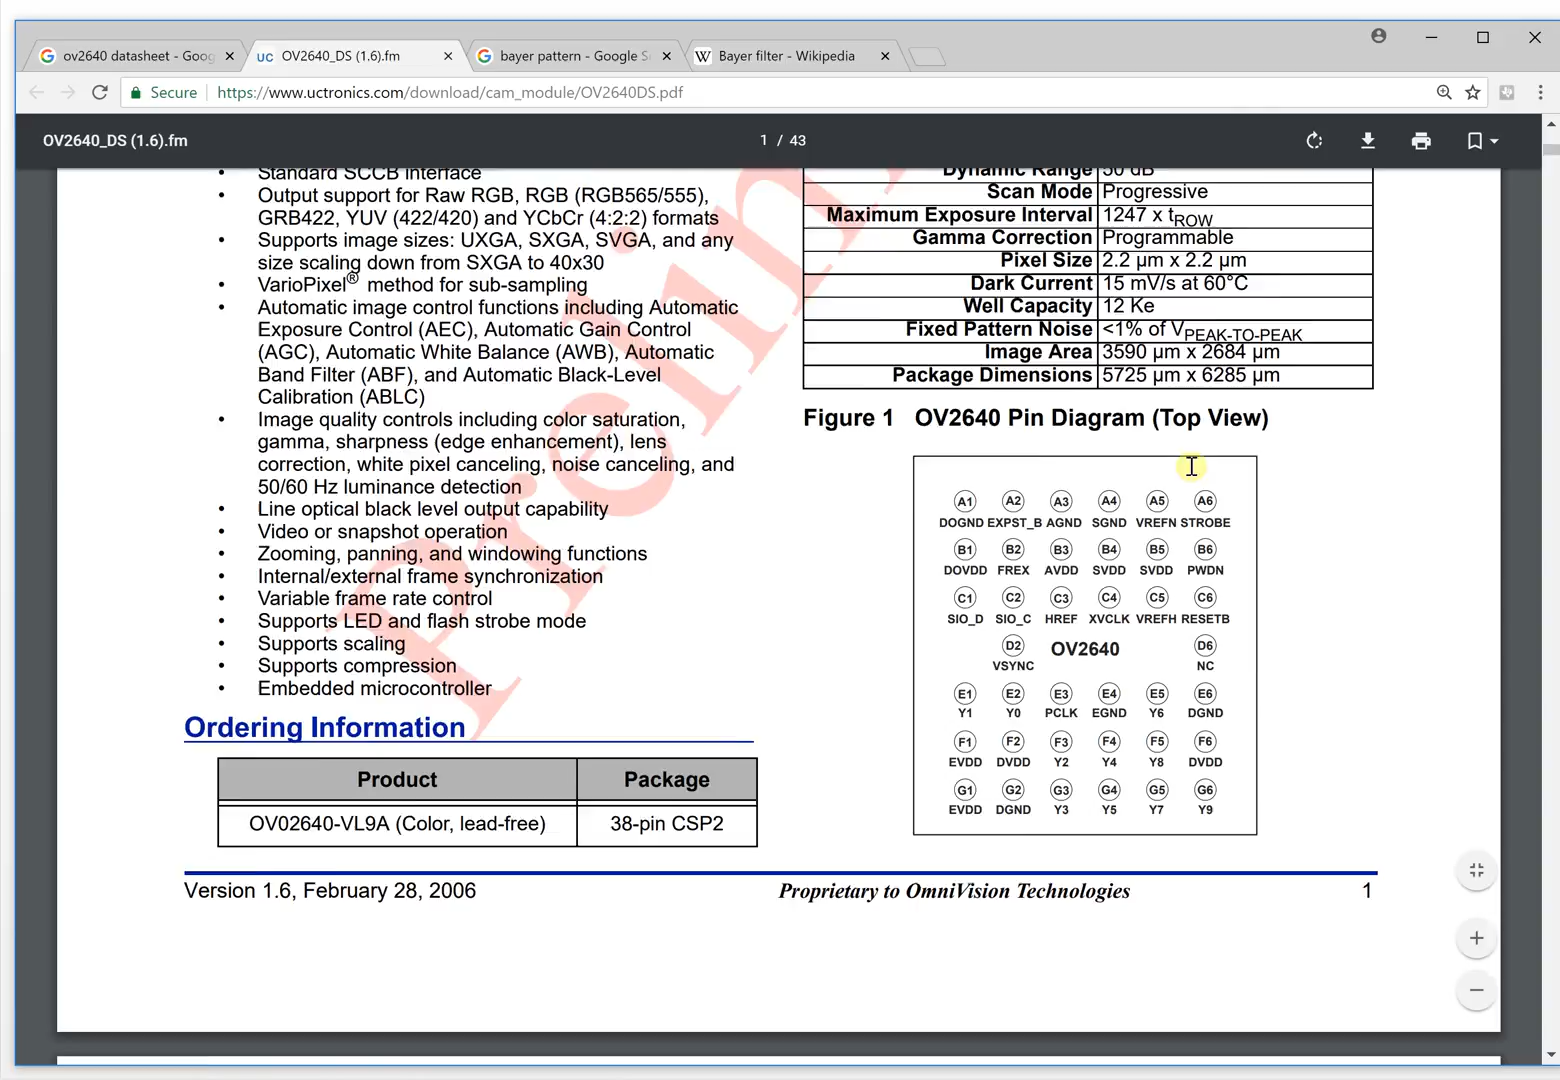 ov2640 datasheet - Goog
OV2640_DS (1.6).fm
bayer pattern - Google S
Bayer filter - Wikipedia
Secure
https://www.uctronics.com/download/cam_module/OV2640DS.pdf
OV2640_DS (1.6).fm
1 / 43
• Standard SCCB interface
• Output support for Raw RGB, RGB (RGB565/555),
GRB422, YUV (422/420) and YCbCr (4:2:2) formats
• Supports image sizes: UXGA, SXGA, SVGA, and any
size scaling down from SXGA to 40x30
• VarioPixel® method for sub-sampling
• Automatic image control functions including Automatic
Exposure Control (AEC), Automatic Gain Control
(AGC), Automatic White Balance (AWB), Automatic
Band Filter (ABF), and Automatic Black-Level
Calibration (ABLC)
• Image quality controls including color saturation,
gamma, sharpness (edge enhancement), lens
correction, white pixel canceling, noise canceling, and
50/60 Hz luminance detection
• Line optical black level output capability
• Video or snapshot operation
• Zooming, panning, and windowing functions
• Internal/external frame synchronization
• Variable frame rate control
• Supports LED and flash strobe mode
• Supports scaling
• Supports compression
• Embedded microcontroller
Ordering Information
Product Package
OV02640-VL9A (Color, lead-free) 38-pin CSP2
Dynamic Range 50 dB
Scan Mode Progressive
Maximum Exposure Interval 1247 x tROW
Gamma Correction Programmable
Pixel Size 2.2 µm x 2.2 µm
Dark Current 15 mV/s at 60°C
Well Capacity 12 Ke
Fixed Pattern Noise <1% of VPEAK-TO-PEAK
Image Area 3590 µm x 2684 µm
Package Dimensions 5725 µm x 6285 µm
Figure 1 OV2640 Pin Diagram (Top View)
A1 A2 A3 A4 A5 A6
DOGND EXPST_B AGND SGND VREFN STROBE
B1 B2 B3 B4 B5 B6
DOVDD FREX AVDD SVDD SVDD PWDN
C1 C2 C3 C4 C5 C6
SIO_D SIO_C HREF XVCLK VREFH RESETB
D2 OV2640 D6
VSYNC NC
E1 E2 E3 E4 E5 E6
Y1 Y0 PCLK EGND Y6 DGND
F1 F2 F3 F4 F5 F6
EVDD DVDD Y2 Y4 Y8 DVDD
G1 G2 G3 G4 G5 G6
EVDD DGND Y3 Y5 Y7 Y9
Prelim
Version 1.6, February 28, 2006 Proprietary to OmniVision Technologies 1